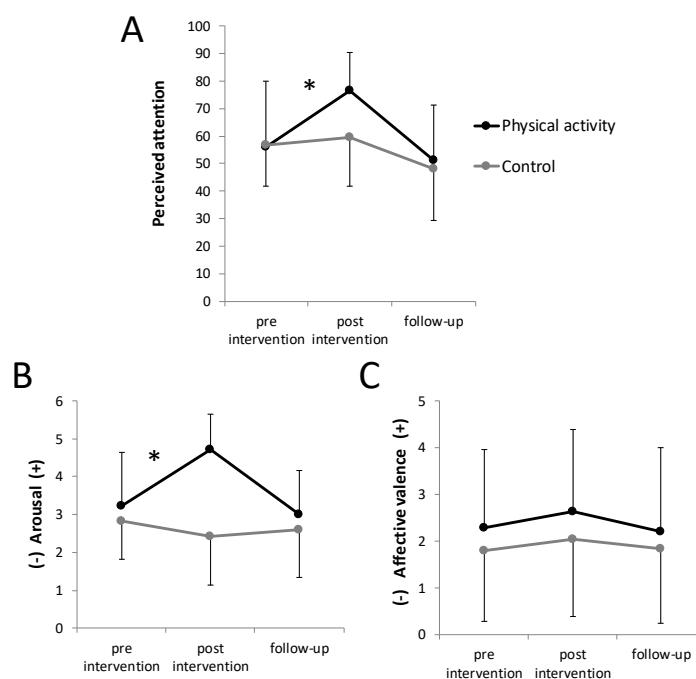 A
Perceived attention
100
90
80
70
60
50
40
30
20
10
0
*
pre
intervention
post
intervention
follow-up
Physical activity
Control
B
(-) Arousal (+)
6
5
4
3
2
1
0
*
pre
intervention
post
intervention
follow-up
C
(-) Affective valence (+)
5
4
3
2
1
0
pre
intervention
post
intervention
follow-up